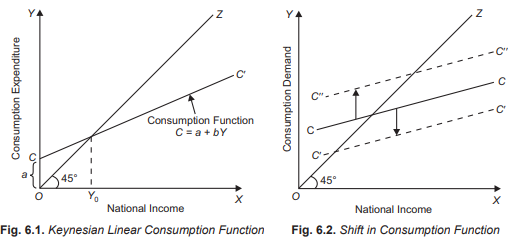 Y
Z
C'
Consumption Expenditure
Consumption Function
C = a + bY
C
a
45°
O
Y₀
X
National Income
Fig. 6.1. Keynesian Linear Consumption Function
Y
Z
C''
Consumption Demand
C''
C
C
C'
C'
45°
O
X
National Income
Fig. 6.2. Shift in Consumption Function